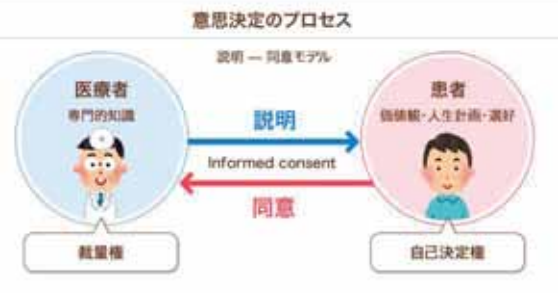 意思決定のプロセス
説明 — 同意モデル
医療者
専門的知識
患者
価値観・人生計画・選好
説明
Informed consent
同意
裁量権
自己決定権